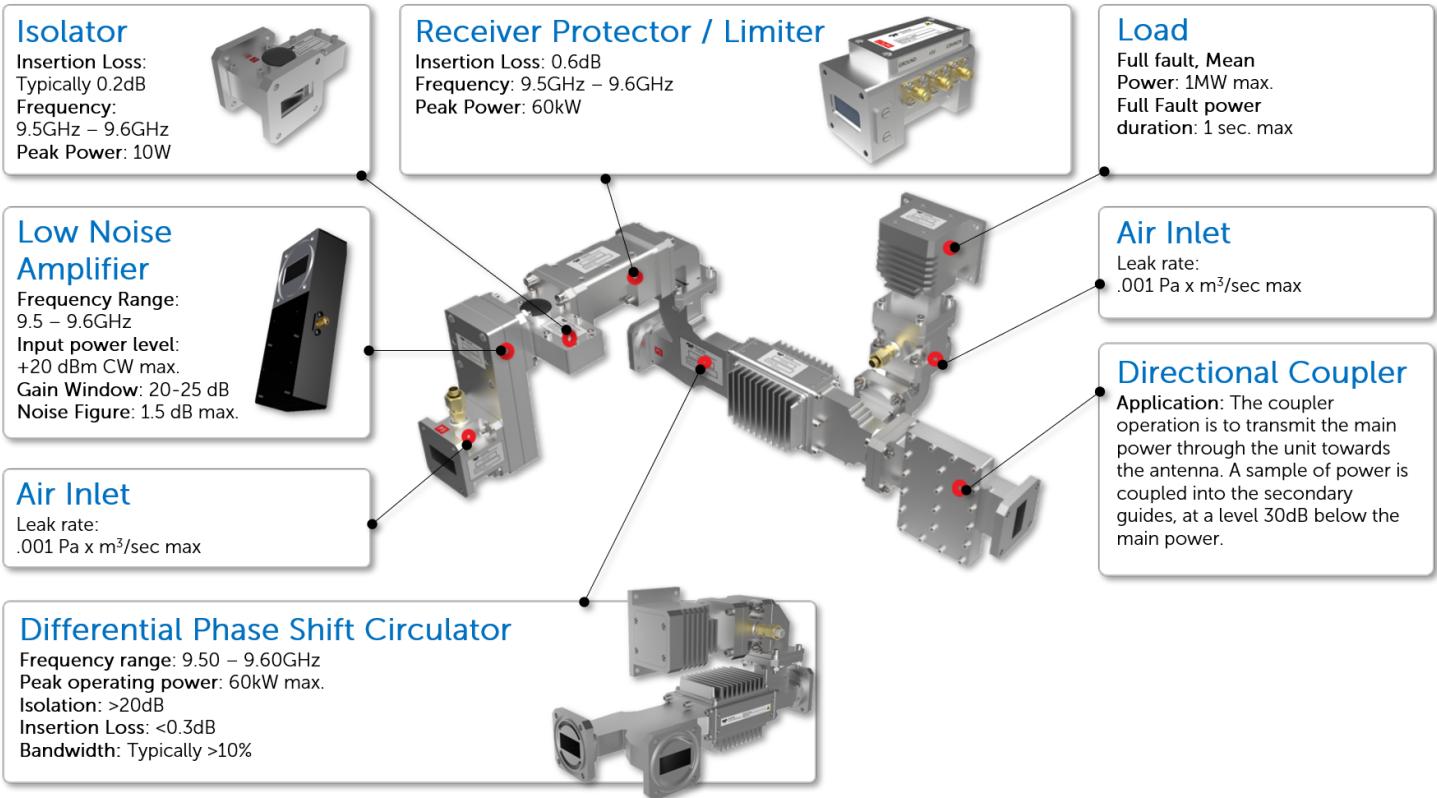 Isolator
Insertion Loss:
Typically 0.2dB
Frequency:
9.5GHz – 9.6GHz
Peak Power: 10W
Receiver Protector / Limiter
Insertion Loss: 0.6dB
Frequency: 9.5GHz – 9.6GHz
Peak Power: 60kW
GROUND
Load
Full fault, Mean
Power: 1MW max.
Full Fault power
duration: 1 sec. max
Low Noise
Amplifier
Frequency Range:
9.5 – 9.6GHz
Input power level:
+20 dBm CW max.
Gain Window: 20-25 dB
Noise Figure: 1.5 dB max.
Air Inlet
Leak rate:
.001 Pa x m³/sec max
Directional Coupler
Application: The coupler
operation is to transmit the main
power through the unit towards
the antenna. A sample of power is
coupled into the secondary
guides, at a level 30dB below the
main power.
Air Inlet
Leak rate:
.001 Pa x m³/sec max
Differential Phase Shift Circulator
Frequency range: 9.50 – 9.60GHz
Peak operating power: 60kW max.
Isolation: >20dB
Insertion Loss: <0.3dB
Bandwidth: Typically >10%